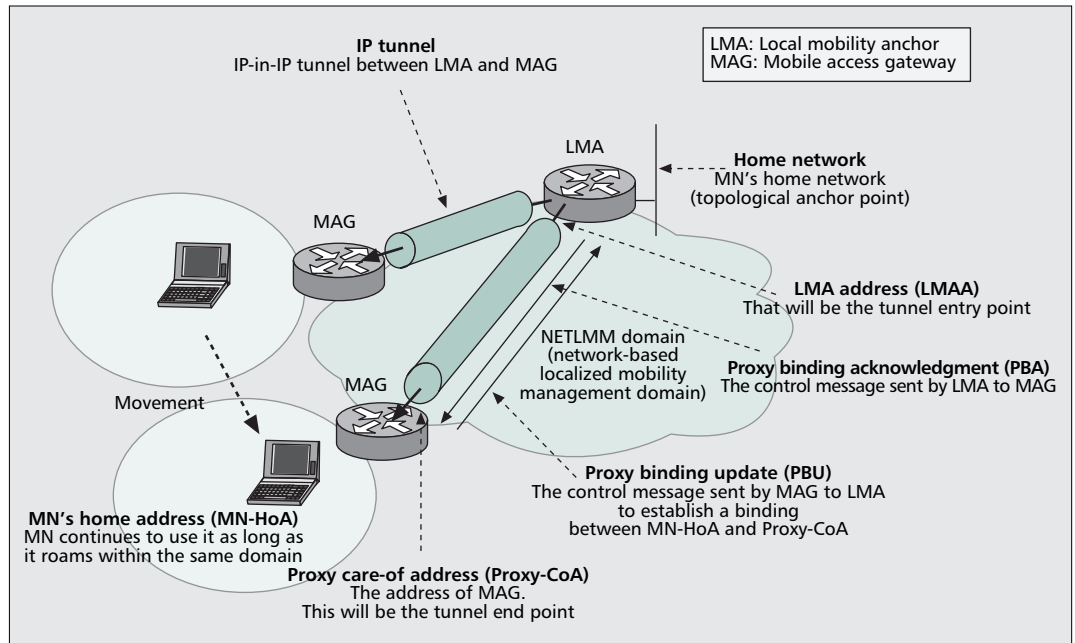 IP tunnel
IP-in-IP tunnel between LMA and MAG
LMA: Local mobility anchor
MAG: Mobile access gateway
LMA
Home network
MN's home network
(topological anchor point)
MAG
LMA address (LMAA)
That will be the tunnel entry point
NETLMM domain
(network-based
localized mobility
management domain)
Proxy binding acknowledgment (PBA)
The control message sent by LMA to MAG
MAG
Movement
Proxy binding update (PBU)
The control message sent by MAG to LMA
to establish a binding
between MN-HoA and Proxy-CoA
MN's home address (MN-HoA)
MN continues to use it as long as
it roams within the same domain
Proxy care-of address (Proxy-CoA)
The address of MAG.
This will be the tunnel end point